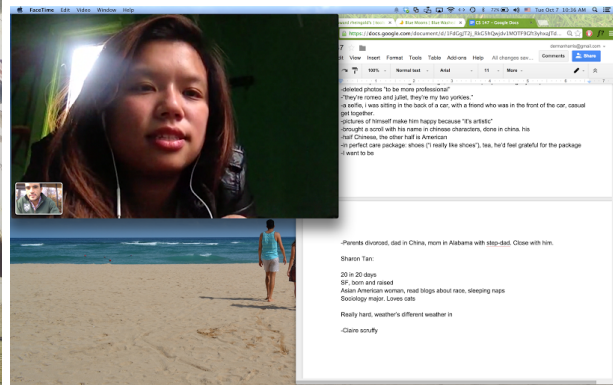 FaceTime Edit Video Window Help
72% Tue Oct 7 10:36 AM
CS 147 - Google Docs
https://docs.google.com/document/d/
View Insert Format Tools Table Add-ons Help All changes sav...
Comments Share
100% Normal text Arial 11 More
-deleted photos "to be more professional"
-"they're romeo and juliet, they're my two yorkies."
-a selfie, i was sitting in the back of a car, with a friend who was in the front of the car, casual
get together.
-pictures of himself make him happy because "it's artistic"
-brought a scroll with his name in chinese characters, done in china. his
-half Chinese, the other half is American
-in perfect care package: shoes ("i really like shoes"), tea, he'd feel grateful for the package
-I want to be
-Parents divorced, dad in China, mom in Alabama with step-dad. Close with him.
Sharon Tan:
20 in 20 days
SF, born and raised
Asian American woman, read blogs about race, sleeping naps
Sociology major. Loves cats
Really hard, weather's different weather in
-Claire scruffy